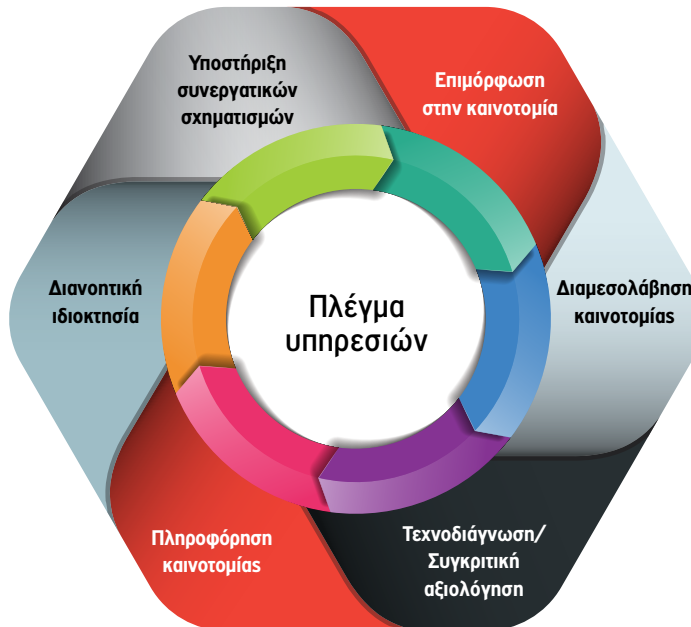 Υποστήριξη
συνεργατικών
σχηματισμών
Επιμόρφωση
στην καινοτομία
Διανοητική
ιδιοκτησία
Πλέγμα
υπηρεσιών
Διαμεσολάβηση
καινοτομίας
Πληροφόρηση
καινοτομίας
Τεχνοδιάγνωση/
Συγκριτική
αξιολόγηση